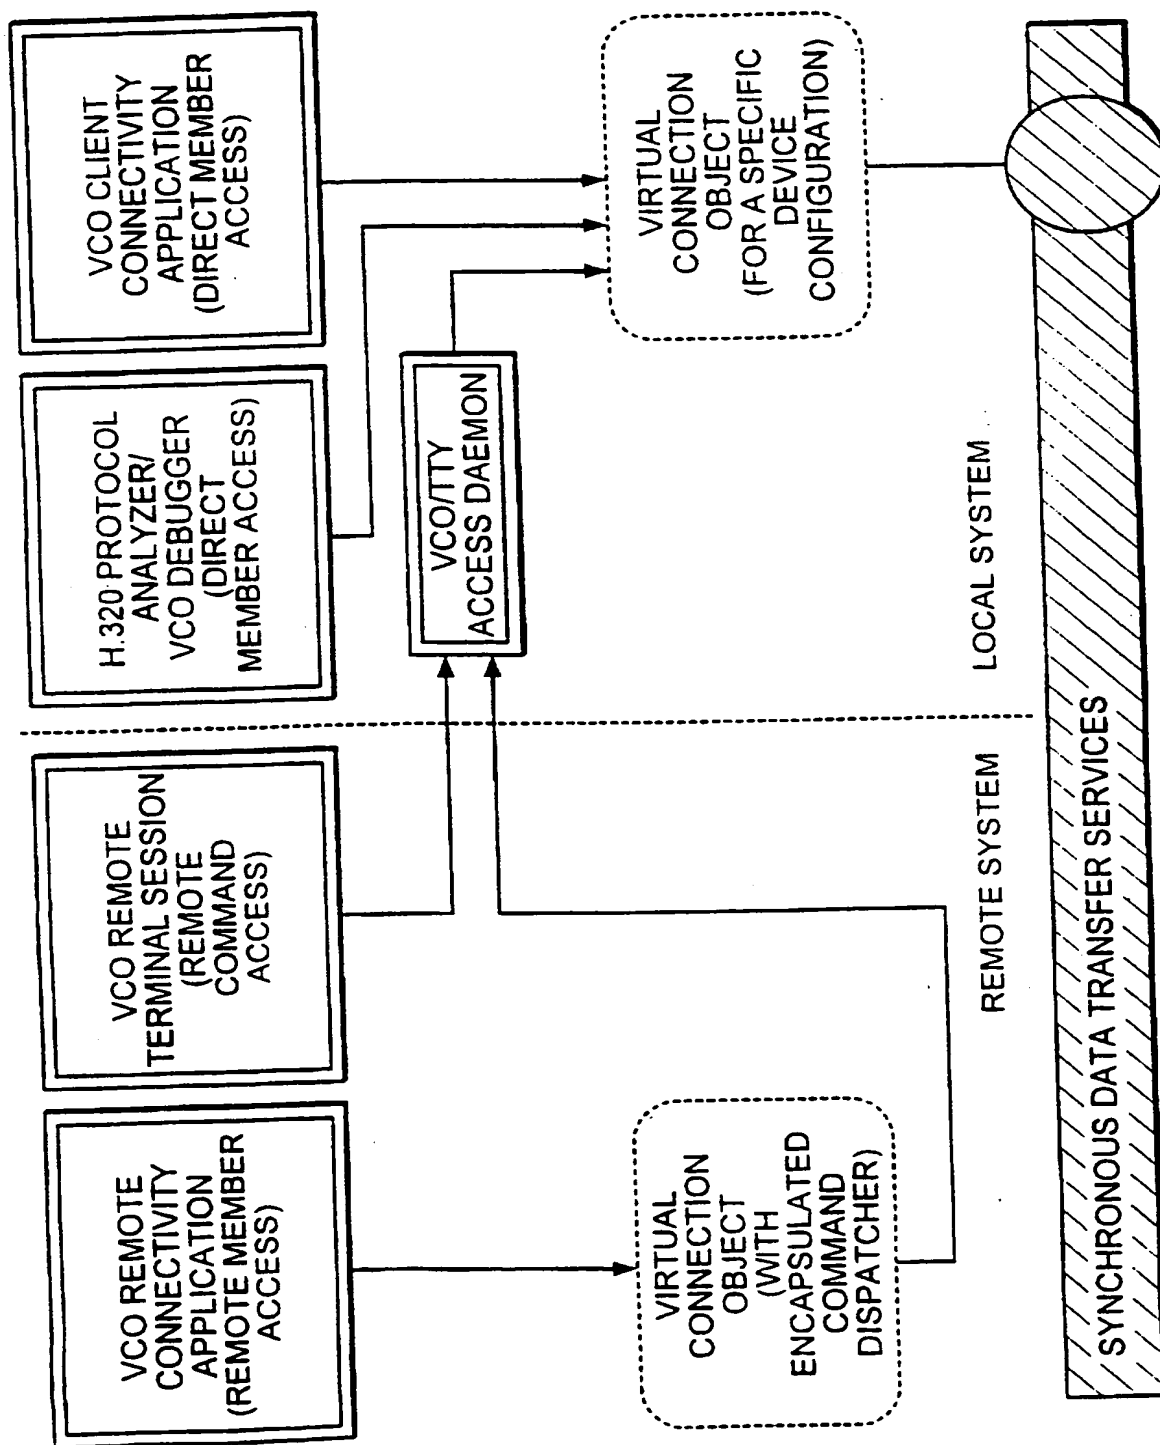 VCO REMOTE
CONNECTIVITY
APPLICATION
(REMOTE MEMBER
ACCESS)
VCO REMOTE
TERMINAL SESSION
(REMOTE
COMMAND
ACCESS)
H.320 PROTOCOL
ANALYZER/
VCO DEBUGGER
(DIRECT
MEMBER ACCESS)
VCO CLIENT
CONNECTIVITY
APPLICATION
(DIRECT MEMBER
ACCESS)
VCO/TTY
ACCESS DAEMON
VIRTUAL
CONNECTION
OBJECT
(WITH
ENCAPSULATED
COMMAND
DISPATCHER)
VIRTUAL
CONNECTION
OBJECT
(FOR A SPECIFIC
DEVICE
CONFIGURATION)
REMOTE SYSTEM
LOCAL SYSTEM
SYNCHRONOUS DATA TRANSFER SERVICES